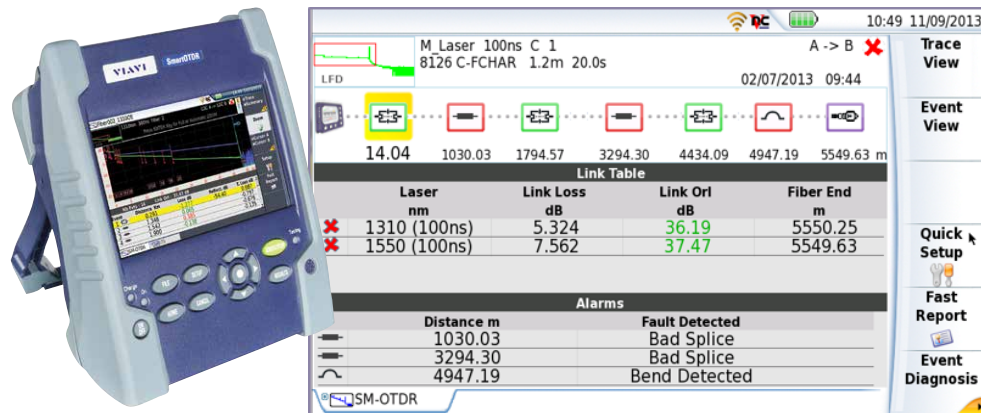 VIAVI
SmartOTDR
10:49 11/09/2013
M_Laser 100ns C 1
A -> B
8126 C-FCHAR 1.2m 20.0s
LFD
02/07/2013 09:44
14.04 1030.03 1794.57 3294.30 4434.09 4947.19 5549.63 m
Link Table
Laser Link Loss Link Orl Fiber End
nm dB dB m
1310 (100ns) 5.324 36.19 5550.25
1550 (100ns) 7.562 37.47 5549.63
Alarms
Distance m Fault Detected
1030.03 Bad Splice
3294.30 Bad Splice
4947.19 Bend Detected
SM-OTDR
Trace
View
Event
View
Quick
Setup
Fast
Report
Event
Diagnosis